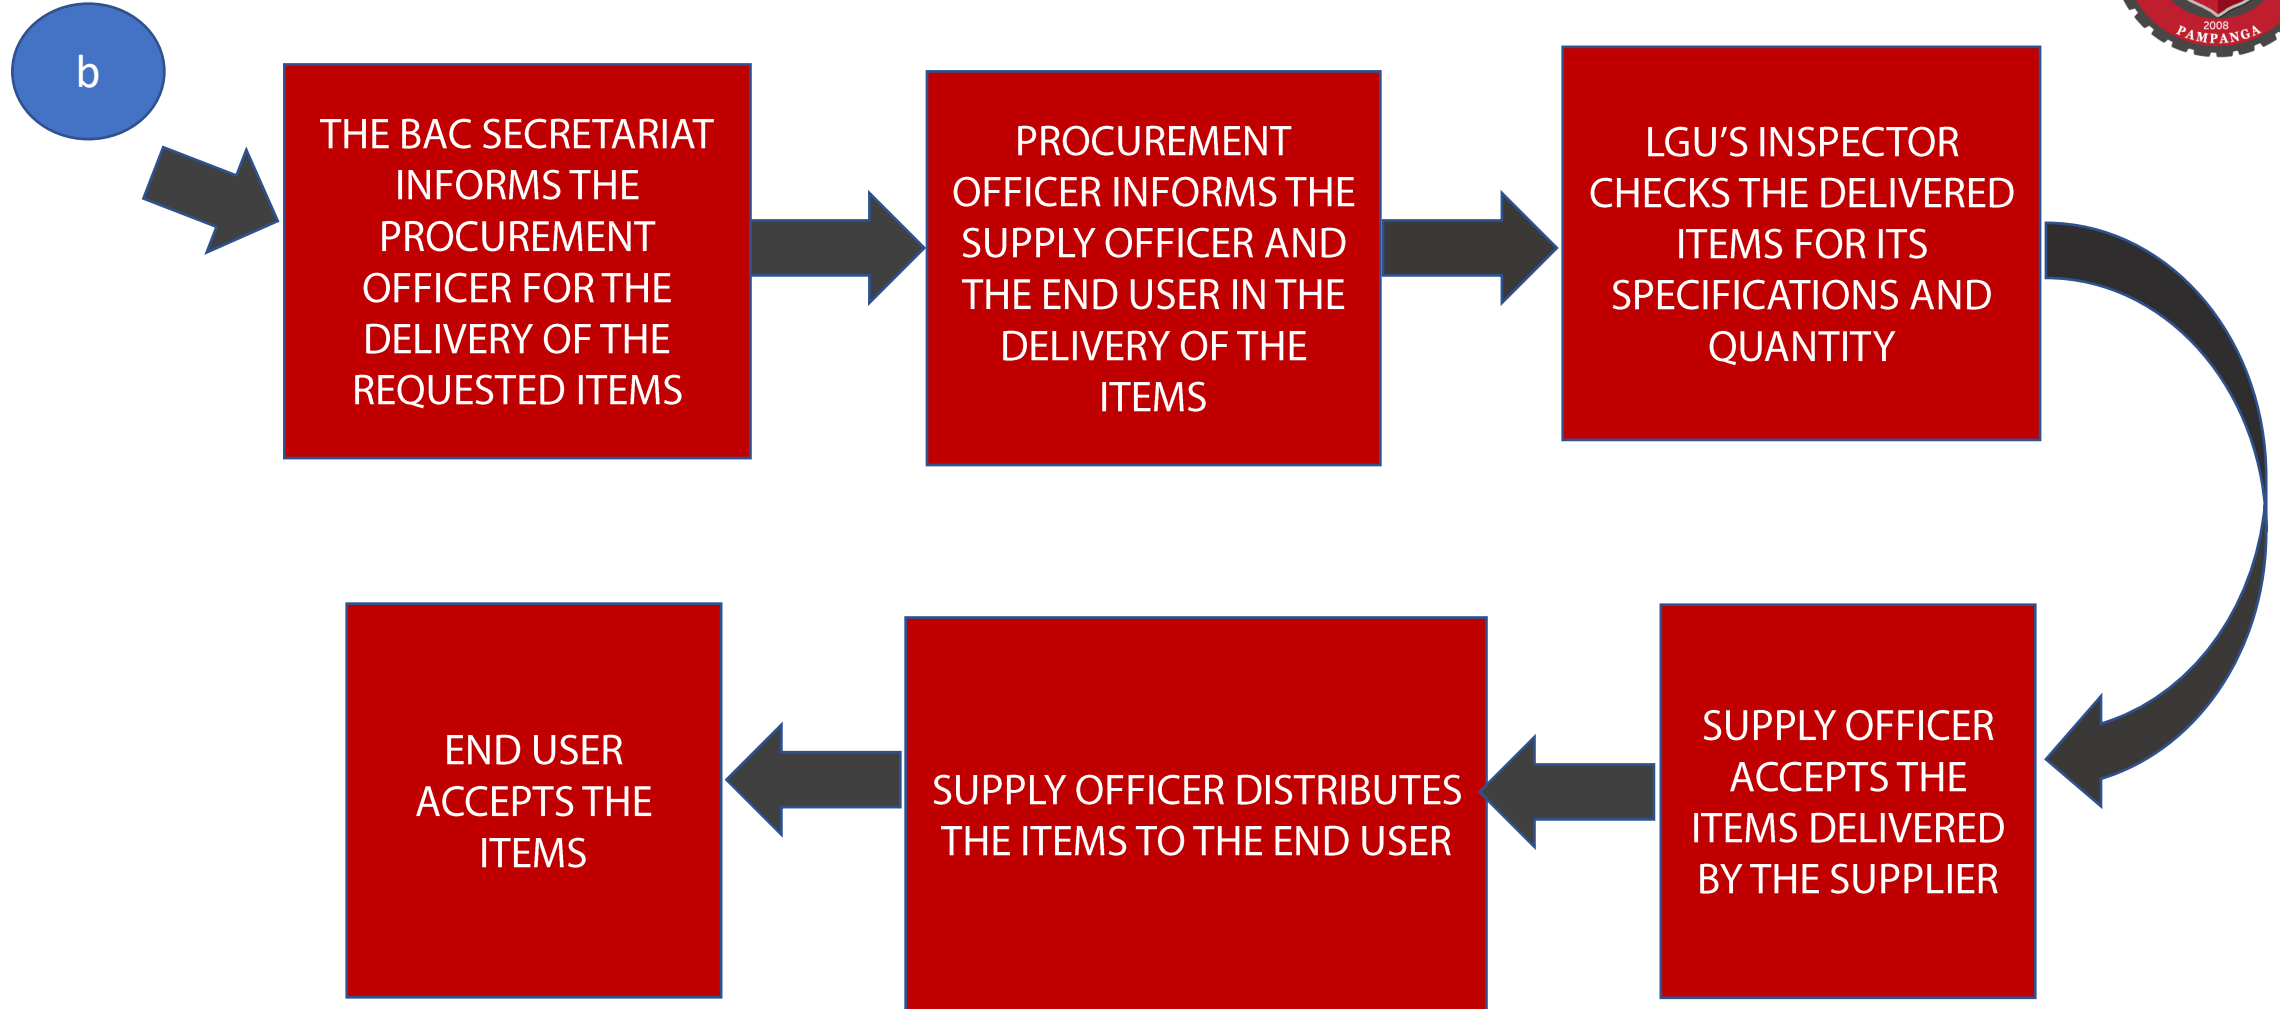 b
THE BAC SECRETARIAT
INFORMS THE
PROCUREMENT
OFFICER FOR THE
DELIVERY OF THE
REQUESTED ITEMS
PROCUREMENT
OFFICER INFORMS THE
SUPPLY OFFICER AND
THE END USER IN THE
DELIVERY OF THE
ITEMS
LGU'S INSPECTOR
CHECKS THE DELIVERED
ITEMS FOR ITS
SPECIFICATIONS AND
QUANTITY
2008
PAMPANGA
SUPPLY OFFICER
ACCEPTS THE
ITEMS DELIVERED
BY THE SUPPLIER
SUPPLY OFFICER DISTRIBUTES
THE ITEMS TO THE END USER
END USER
ACCEPTS THE
ITEMS